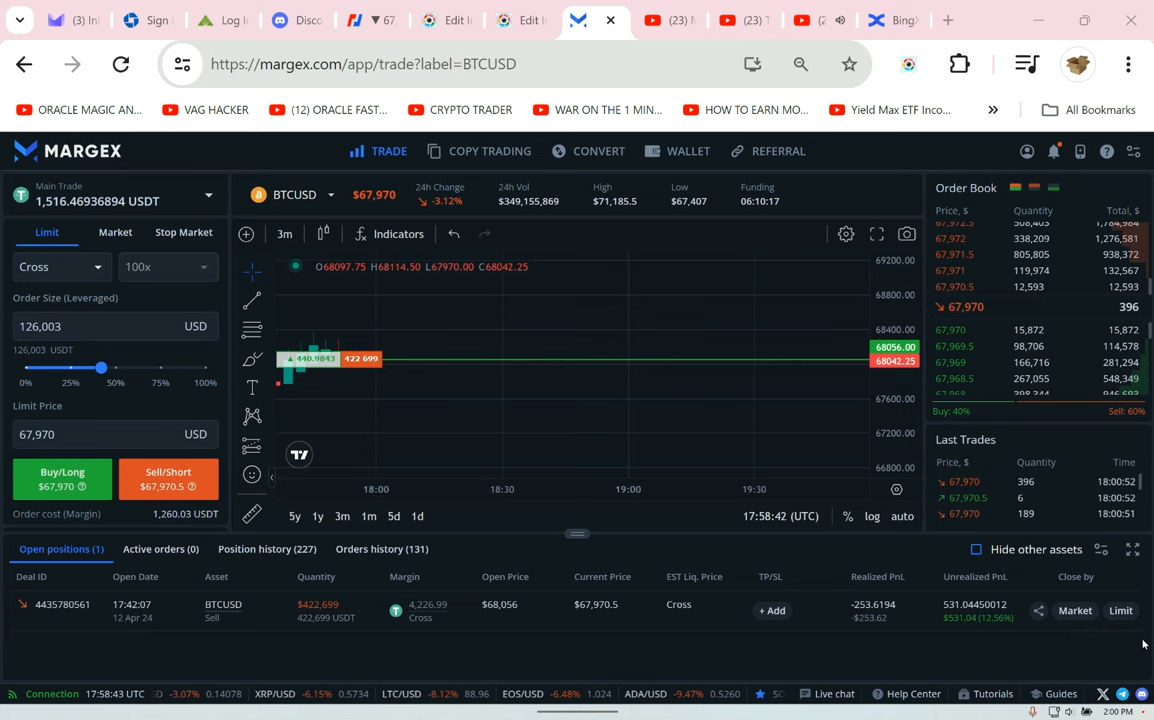 (3) In
Sign
Log I
Disco
▼ 67,
Edit I
Edit I
(23) M
(23) T
(2
BingX
https://margex.com/app/trade?label=BTCUSD
ORACLE MAGIC AN...
VAG HACKER
(12) ORACLE FAST...
CRYPTO TRADER
WAR ON THE 1 MIN...
HOW TO EARN MO...
Yield Max ETF Inco...
»
All Bookmarks
MARGEX
TRADE
COPY TRADING
CONVERT
WALLET
REFERRAL
Main Trade
1,516.46936894 USDT
BTCUSD
$67,970
24h Change
-3.12%
24h Vol
$349,155,869
High
$71,185.5
Low
$67,407
Funding
06:10:17
Limit
Market
Stop Market
Cross
100x
Order Size (Leveraged)
126,003 USD
126,003 USDT
0% 25% 50% 75% 100%
Limit Price
67,970 USD
Buy/Long
$67,970
Sell/Short
$67,970.5
Order cost (Margin) 1,260.03 USDT
3m
Indicators
O68097.75 H68114.50 L67970.00 C68042.25
▲ 440.9843 422 699
69200.00
68800.00
68400.00
68056.00
68042.25
67600.00
67200.00
66800.00
18:00 18:30 19:00 19:30
5y 1y 3m 1m 5d 1d
17:58:42 (UTC)
% log auto
Order Book
Price, $ Quantity Total, $
67,972.5 508,403 1,784,984
67,972 338,209 1,276,581
67,971.5 805,805 938,372
67,971 119,974 132,567
67,970.5 12,593 12,593
67,970 396
67,970 15,872 15,872
67,969.5 98,706 114,578
67,969 166,716 281,294
67,968.5 267,055 548,349
67,968 398,344 946,693
Buy: 40% Sell: 60%
Last Trades
Price, $ Quantity Time
67,970 396 18:00:52
67,970.5 6 18:00:52
67,970 189 18:00:51
Open positions (1)
Active orders (0)
Position history (227)
Orders history (131)
Hide other assets
Deal ID Open Date Asset Quantity Margin Open Price Current Price EST Liq. Price TP/SL Realized PnL Unrealized PnL Close by
4435780561 17:42:07 BTCUSD $422,699 4,226.99 $68,056 $67,970.5 Cross + Add -253.6194 531.04450012 Market Limit
12 Apr 24 Sell 422,699 USDT Cross -$253.62 $531.04 (12.56%)
Connection 17:58:43 UTC
D -3.07% 0.14078
XRP/USD -6.15% 0.5734
LTC/USD -8.12% 88.96
EOS/USD -6.48% 1.024
ADA/USD -9.47% 0.5260
SO
Live chat
Help Center
Tutorials
Guides
2:00 PM